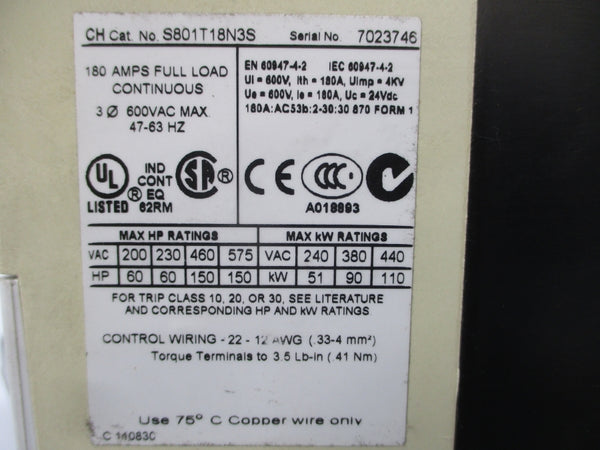 CH Cat. No. S801T18N3S Serial No. 7023746
180 AMPS FULL LOAD
CONTINUOUS
3 Ø 600VAC MAX.
47-63 HZ
EN 60947-4-2 IEC 60947-4-2
Ui = 600V, Ith = 180A, Uimp = 4KV
Ue = 600V, Ie = 180A, Uc = 24Vdc
180A:AC53b:2-30:30 870 FORM 1
UL ® LISTED
IND
CONT
EQ
62RM
SA ®
CE CCC
A018893
MAX HP RATINGS MAX kW RATINGS
VAC 200 230 460 575 VAC 240 380 440
HP 60 60 150 150 kW 51 90 110
FOR TRIP CLASS 10, 20, OR 30, SEE LITERATURE
AND CORRESPONDING HP AND kW RATINGS
CONTROL WIRING - 22 - 12 AWG (.33-4 mm²)
Torque Terminals to 3.5 Lb-in (.41 Nm)
Use 75° C Copper wire only
C 140830